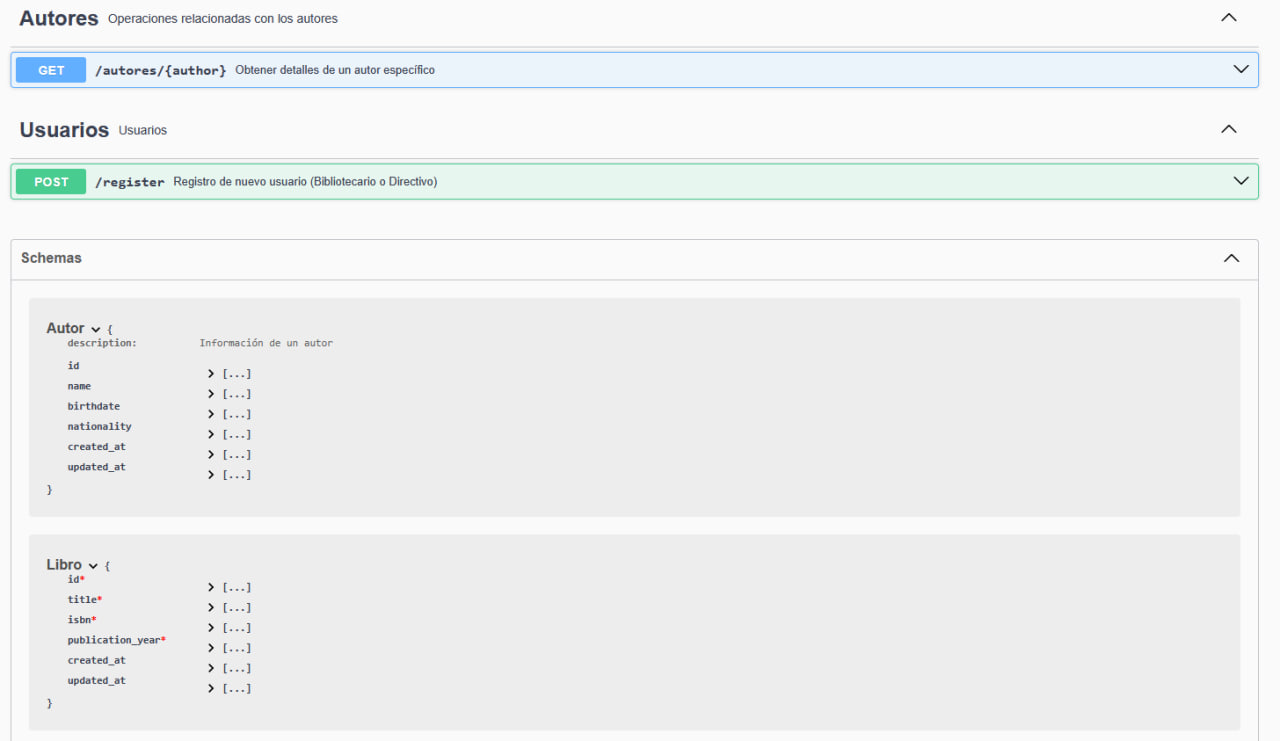 Autores Operaciones relacionadas con los autores
GET /autores/{author} Obtener detalles de un autor específico
Usuarios Usuarios
POST /register Registro de nuevo usuario (Bibliotecario o Directivo)
Schemas
Autor {
description: Información de un autor
id [...]
name [...]
birthdate [...]
nationality [...]
created_at [...]
updated_at [...]
}
Libro {
id* [...]
title* [...]
isbn* [...]
publication_year* [...]
created_at [...]
updated_at [...]
}